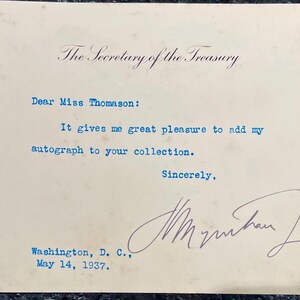 The Secretary of the Treasury
Dear Miss Thomason:
It gives me great pleasure to add my
autograph to your collection.
Sincerely,
Washington, D. C.,
May 14, 1937.